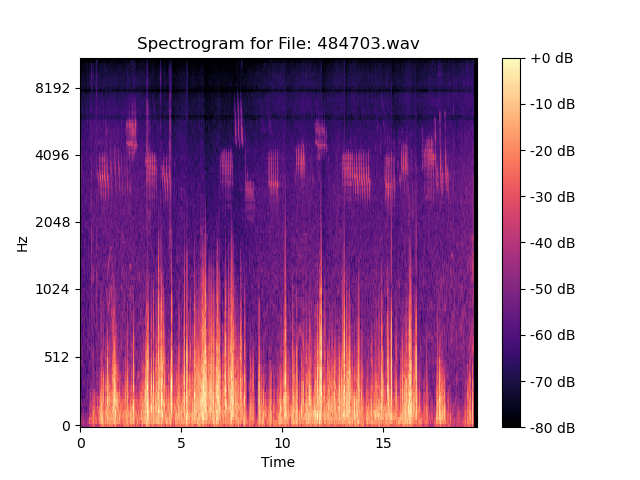 Spectrogram for File: 484703.wav
8192
4096
2048
1024
512
0
Hz
0
5
10
15
Time
+0 dB
-10 dB
-20 dB
-30 dB
-40 dB
-50 dB
-60 dB
-70 dB
-80 dB